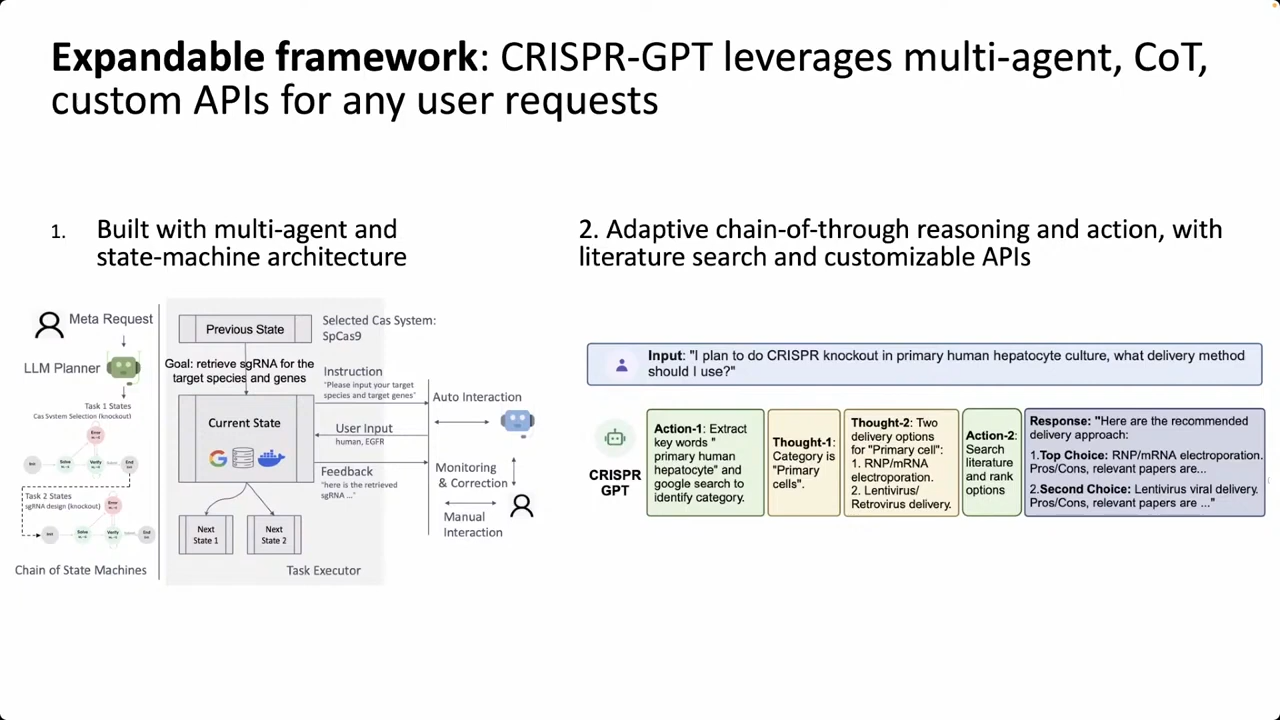 Expandable framework: CRISPR-GPT leverages multi-agent, CoT,
custom APIs for any user requests
1. Built with multi-agent and
state-machine architecture
Meta Request
LLM Planner
Task 1 States
Cas System Selection (knockout)
Error
Init
Solve
Verify
End
Task 2 States
sgRNA design (knockout)
Error
Init
Solve
Verify
End
Chain of State Machines
Previous State
Selected Cas System:
SpCas9
Goal: retrieve sgRNA for the
target species and genes
Instruction
"Please input your target
species and target genes"
Current State
User Input
human, EGFR
Feedback
"here is the retrieved
sgRNA ..."
Next
State 1
Next
State 2
Task Executor
Auto Interaction
Monitoring
& Correction
Manual
Interaction
2. Adaptive chain-of-through reasoning and action, with
literature search and customizable APIs
Input: "I plan to do CRISPR knockout in primary human hepatocyte culture, what delivery method
should I use?"
CRISPR
GPT
Action-1: Extract
key words "
primary human
hepatocyte" and
google search to
identify category.
Thought-1:
Category is
"Primary
cells".
Thought-2: Two
delivery options
for "Primary cell":
1. RNP/mRNA
electroporation.
2. Lentivirus/
Retrovirus delivery.
Action-2:
Search
literature
and rank
options
Response: "Here are the recommended
delivery approach:
1.Top Choice: RNP/mRNA electroporation.
Pros/Cons, relevant papers are...
2.Second Choice: Lentivirus viral delivery.
Pros/Cons, relevant papers are ..."